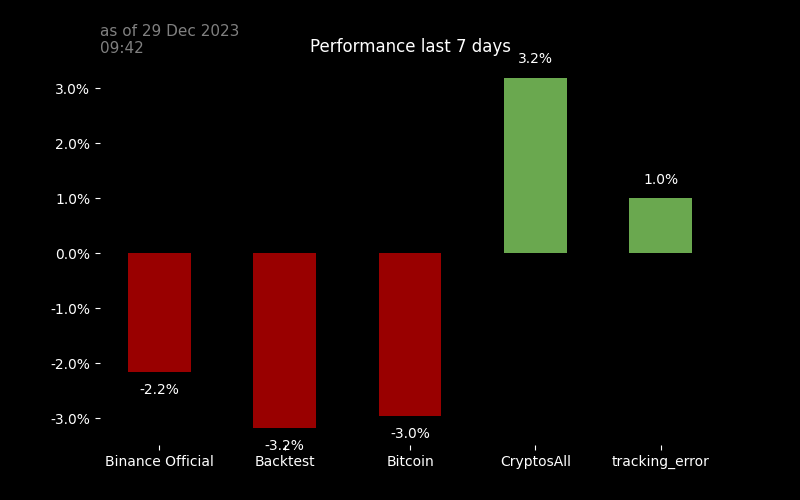 as of 29 Dec 2023
09:42
Performance last 7 days
3.2%
3.0%
2.0%
1.0%
1.0%
0.0%
-1.0%
-2.0%
-2.2%
-3.0%
-3.0%
-3.2%
Binance Official
Backtest
Bitcoin
CryptosAll
tracking_error